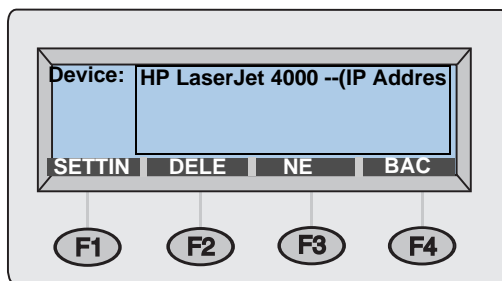 Device: HP LaserJet 4000 --(IP Addres
SETTIN DELE NE BAC
F1 F2 F3 F4